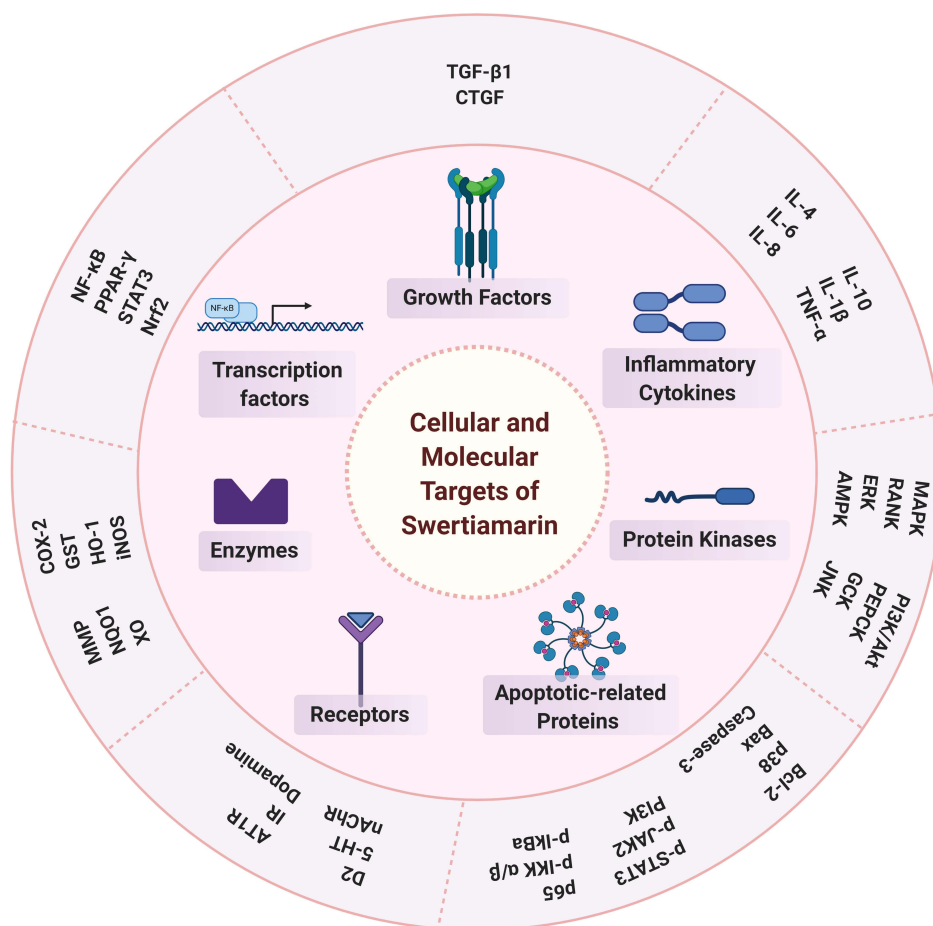 TGF-β1
CTGF
IL-4
IL-6
IL-8
IL-10
IL-1β
TNF-α
MAPK
RANK
ERK
AMPK
PI3K/Akt
PEPCK
GCK
JNK
Bcl-2
p38
Bax
Caspase-3
p-STAT3
p-JAK2
PI3K
p65
p-IKK α/β
p-IkBa
D2
5-HT
nAChR
AT1R
IR
Dopamine
MMP
NQO1
XO
COX-2
GST
HO-1
iNOS
NF-κB
PPAR-γ
STAT3
Nrf2
Growth Factors
NF-κB
Transcription
factors
Inflammatory
Cytokines
Cellular and
Molecular
Targets of
Swertiamarin
Enzymes
Protein Kinases
Receptors
Apoptotic-related
Proteins